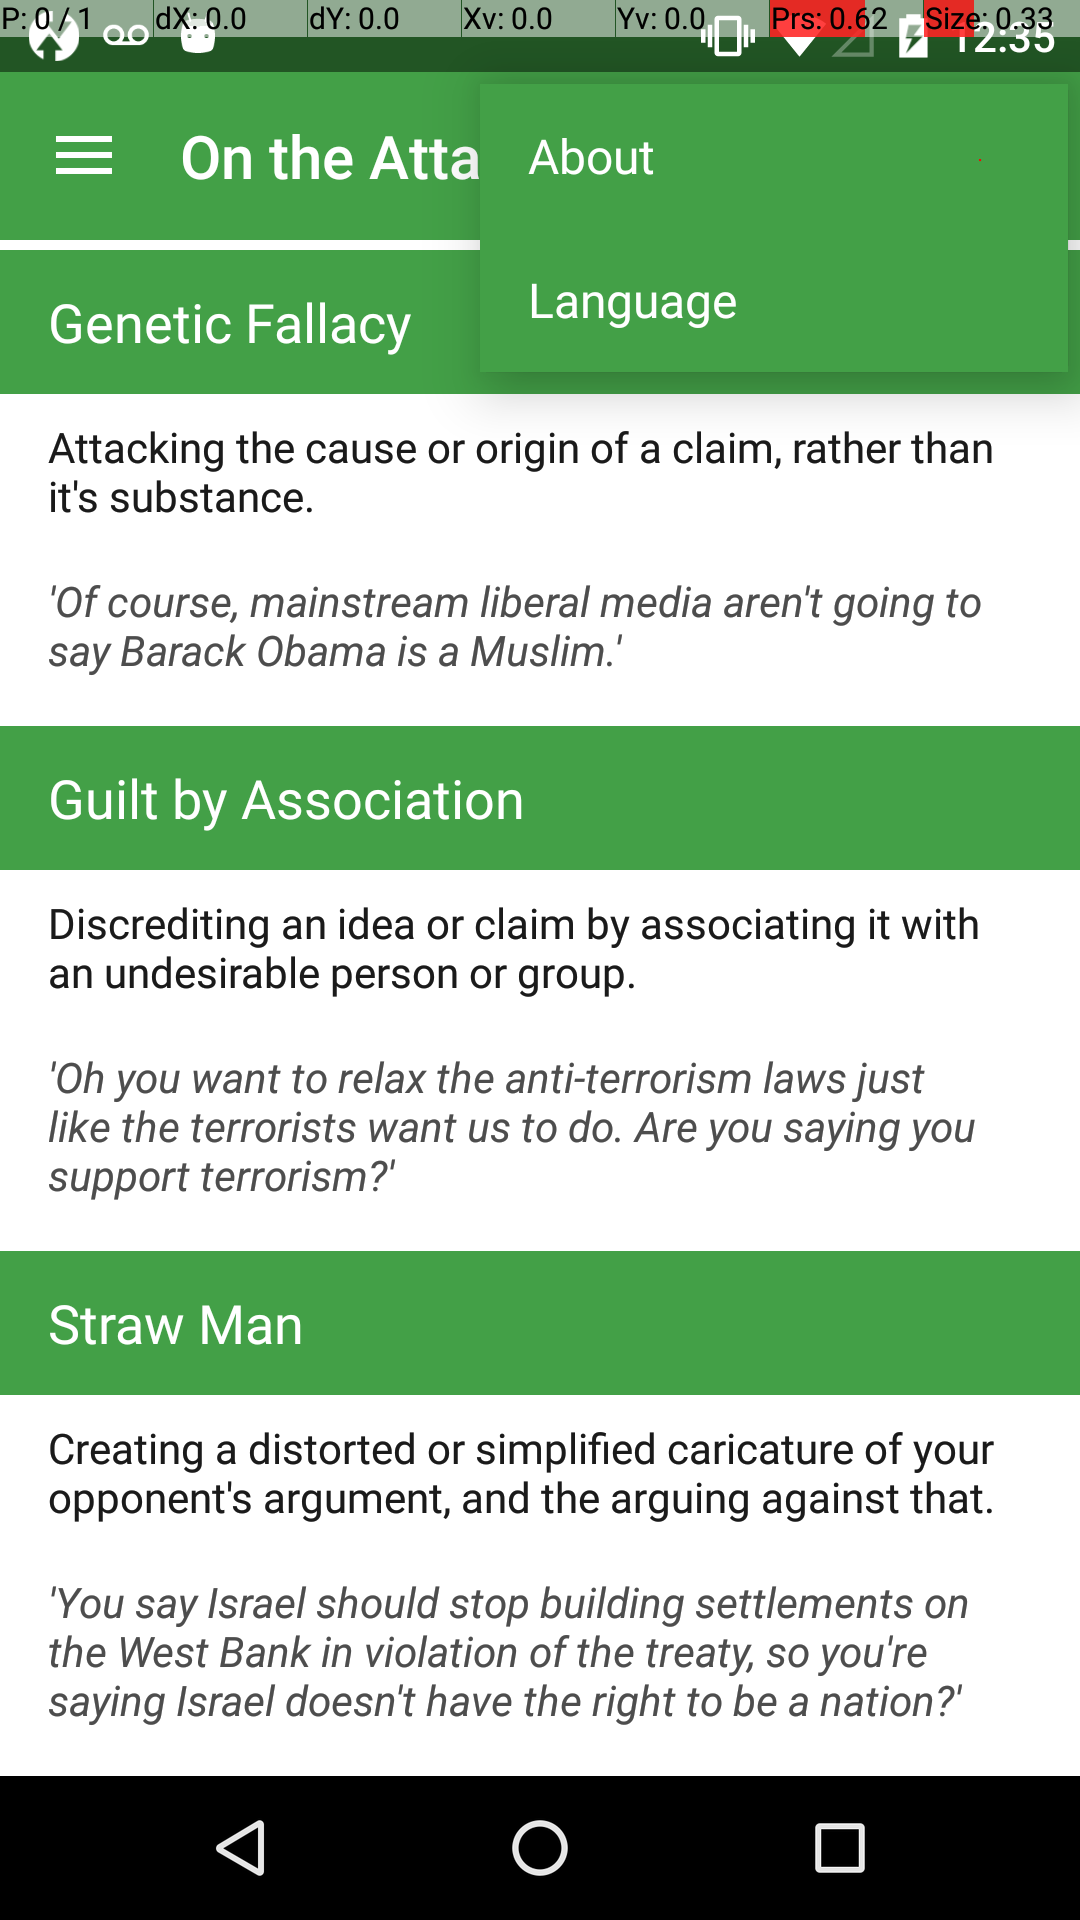 P: 0 / 1 dX: 0.0 dY: 0.0 Xv: 0.0 Yv: 0.0 Prs: 0.62 Size: 0.33
12:35
On the Atta
About
Language
Genetic Fallacy
Attacking the cause or origin of a claim, rather than
it's substance.
'Of course, mainstream liberal media aren't going to
say Barack Obama is a Muslim.'
Guilt by Association
Discrediting an idea or claim by associating it with
an undesirable person or group.
'Oh you want to relax the anti-terrorism laws just
like the terrorists want us to do. Are you saying you
support terrorism?'
Straw Man
Creating a distorted or simplified caricature of your
opponent's argument, and the arguing against that.
'You say Israel should stop building settlements on
the West Bank in violation of the treaty, so you're
saying Israel doesn't have the right to be a nation?'